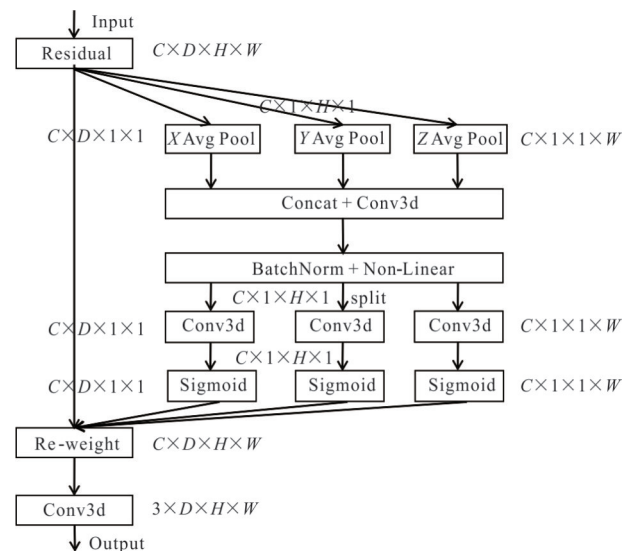 Input
Residual C×D×H×W
C×1×H×1
C×D×1×1 X Avg Pool Y Avg Pool Z Avg Pool C×1×1×W
Concat + Conv3d
BatchNorm + Non-Linear
C×1×H×1 split
C×D×1×1 Conv3d Conv3d Conv3d C×1×1×W
C×1×H×1
C×D×1×1 Sigmoid Sigmoid Sigmoid C×1×1×W
Re-weight C×D×H×W
Conv3d 3×D×H×W
Output